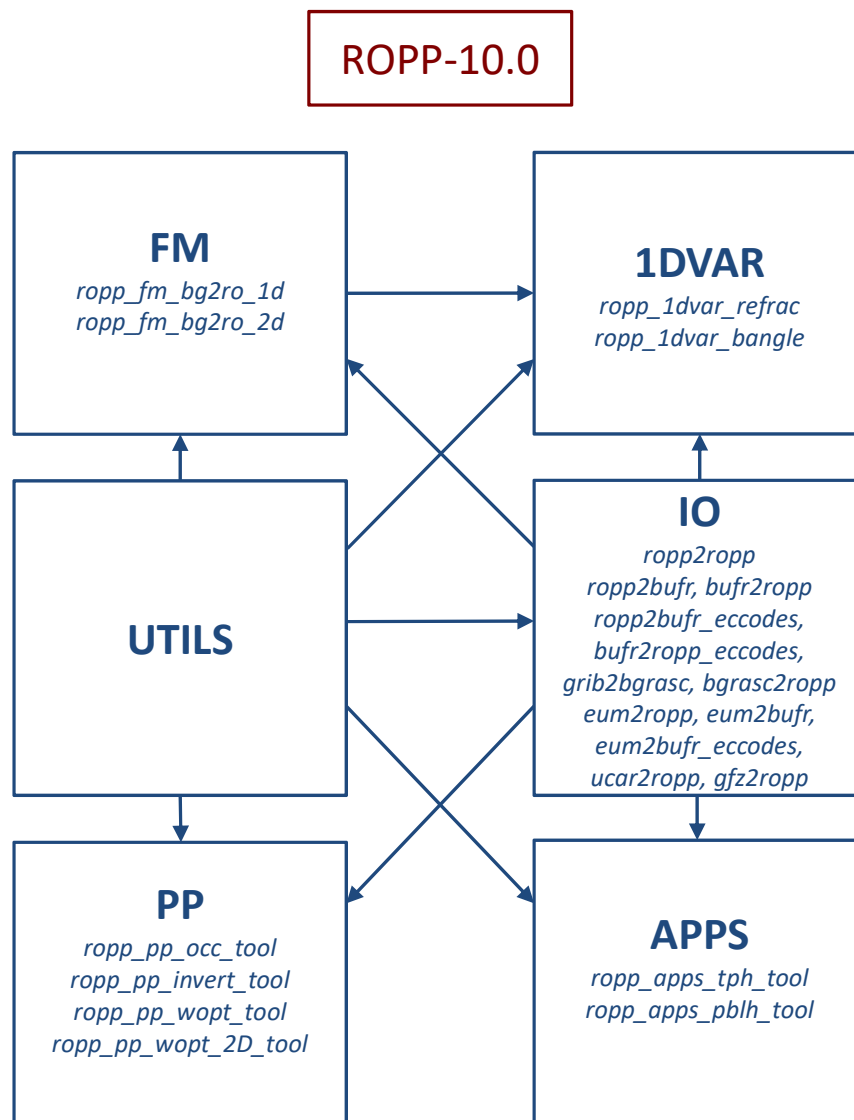 ROPP-10.0
FM
ropp_fm_bg2ro_1d
ropp_fm_bg2ro_2d
1DVAR
ropp_1dvar_refrac
ropp_1dvar_bangle
UTILS
IO
ropp2ropp
ropp2bufr, bufr2ropp
ropp2bufr_eccodes,
bufr2ropp_eccodes,
grib2bgrasc, bgrasc2ropp
eum2ropp, eum2bufr,
eum2bufr_eccodes,
ucar2ropp, gfz2ropp
PP
ropp_pp_occ_tool
ropp_pp_invert_tool
ropp_pp_wopt_tool
ropp_pp_wopt_2D_tool
APPS
ropp_apps_tph_tool
ropp_apps_pblh_tool